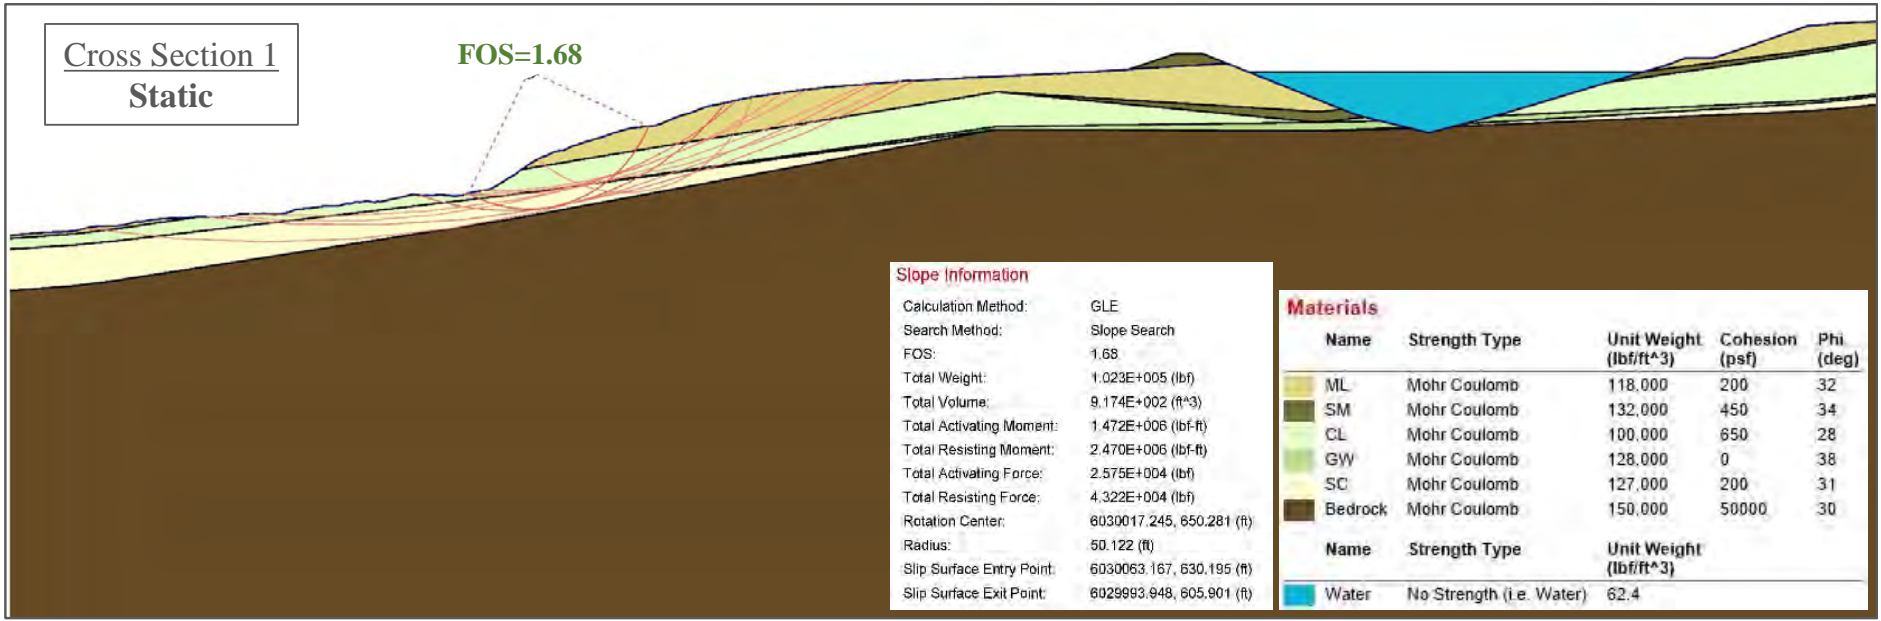 Cross Section 1
Static
FOS=1.68
Slope Information
Calculation Method: GLE
Search Method: Slope Search
FOS: 1.68
Total Weight: 1.023E+005 (lbf)
Total Volume: 9.174E+002 (ft^3)
Total Activating Moment: 1.472E+006 (lbf-ft)
Total Resisting Moment: 2.470E+006 (lbf-ft)
Total Activating Force: 2.575E+004 (lbf)
Total Resisting Force: 4.322E+004 (lbf)
Rotation Center: 6030017.245, 650.281 (ft)
Radius: 50.122 (ft)
Slip Surface Entry Point: 6030063.167, 630.195 (ft)
Slip Surface Exit Point: 6029993.948, 605.901 (ft)
Materials
Name Strength Type Unit Weight (lbf/ft^3) Cohesion (psf) Phi (deg)
ML Mohr Coulomb 118,000 200 32
SM Mohr Coulomb 132,000 450 34
CL Mohr Coulomb 100,000 650 28
GW Mohr Coulomb 128,000 0 38
SC Mohr Coulomb 127,000 200 31
Bedrock Mohr Coulomb 150,000 50000 30
Name Strength Type Unit Weight (lbf/ft^3)
Water No Strength (i.e. Water) 62.4